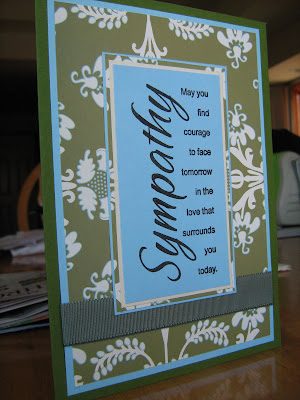 Sympathy
May you
find
courage
to face
tomorrow
in the
love that
surrounds
you
today.